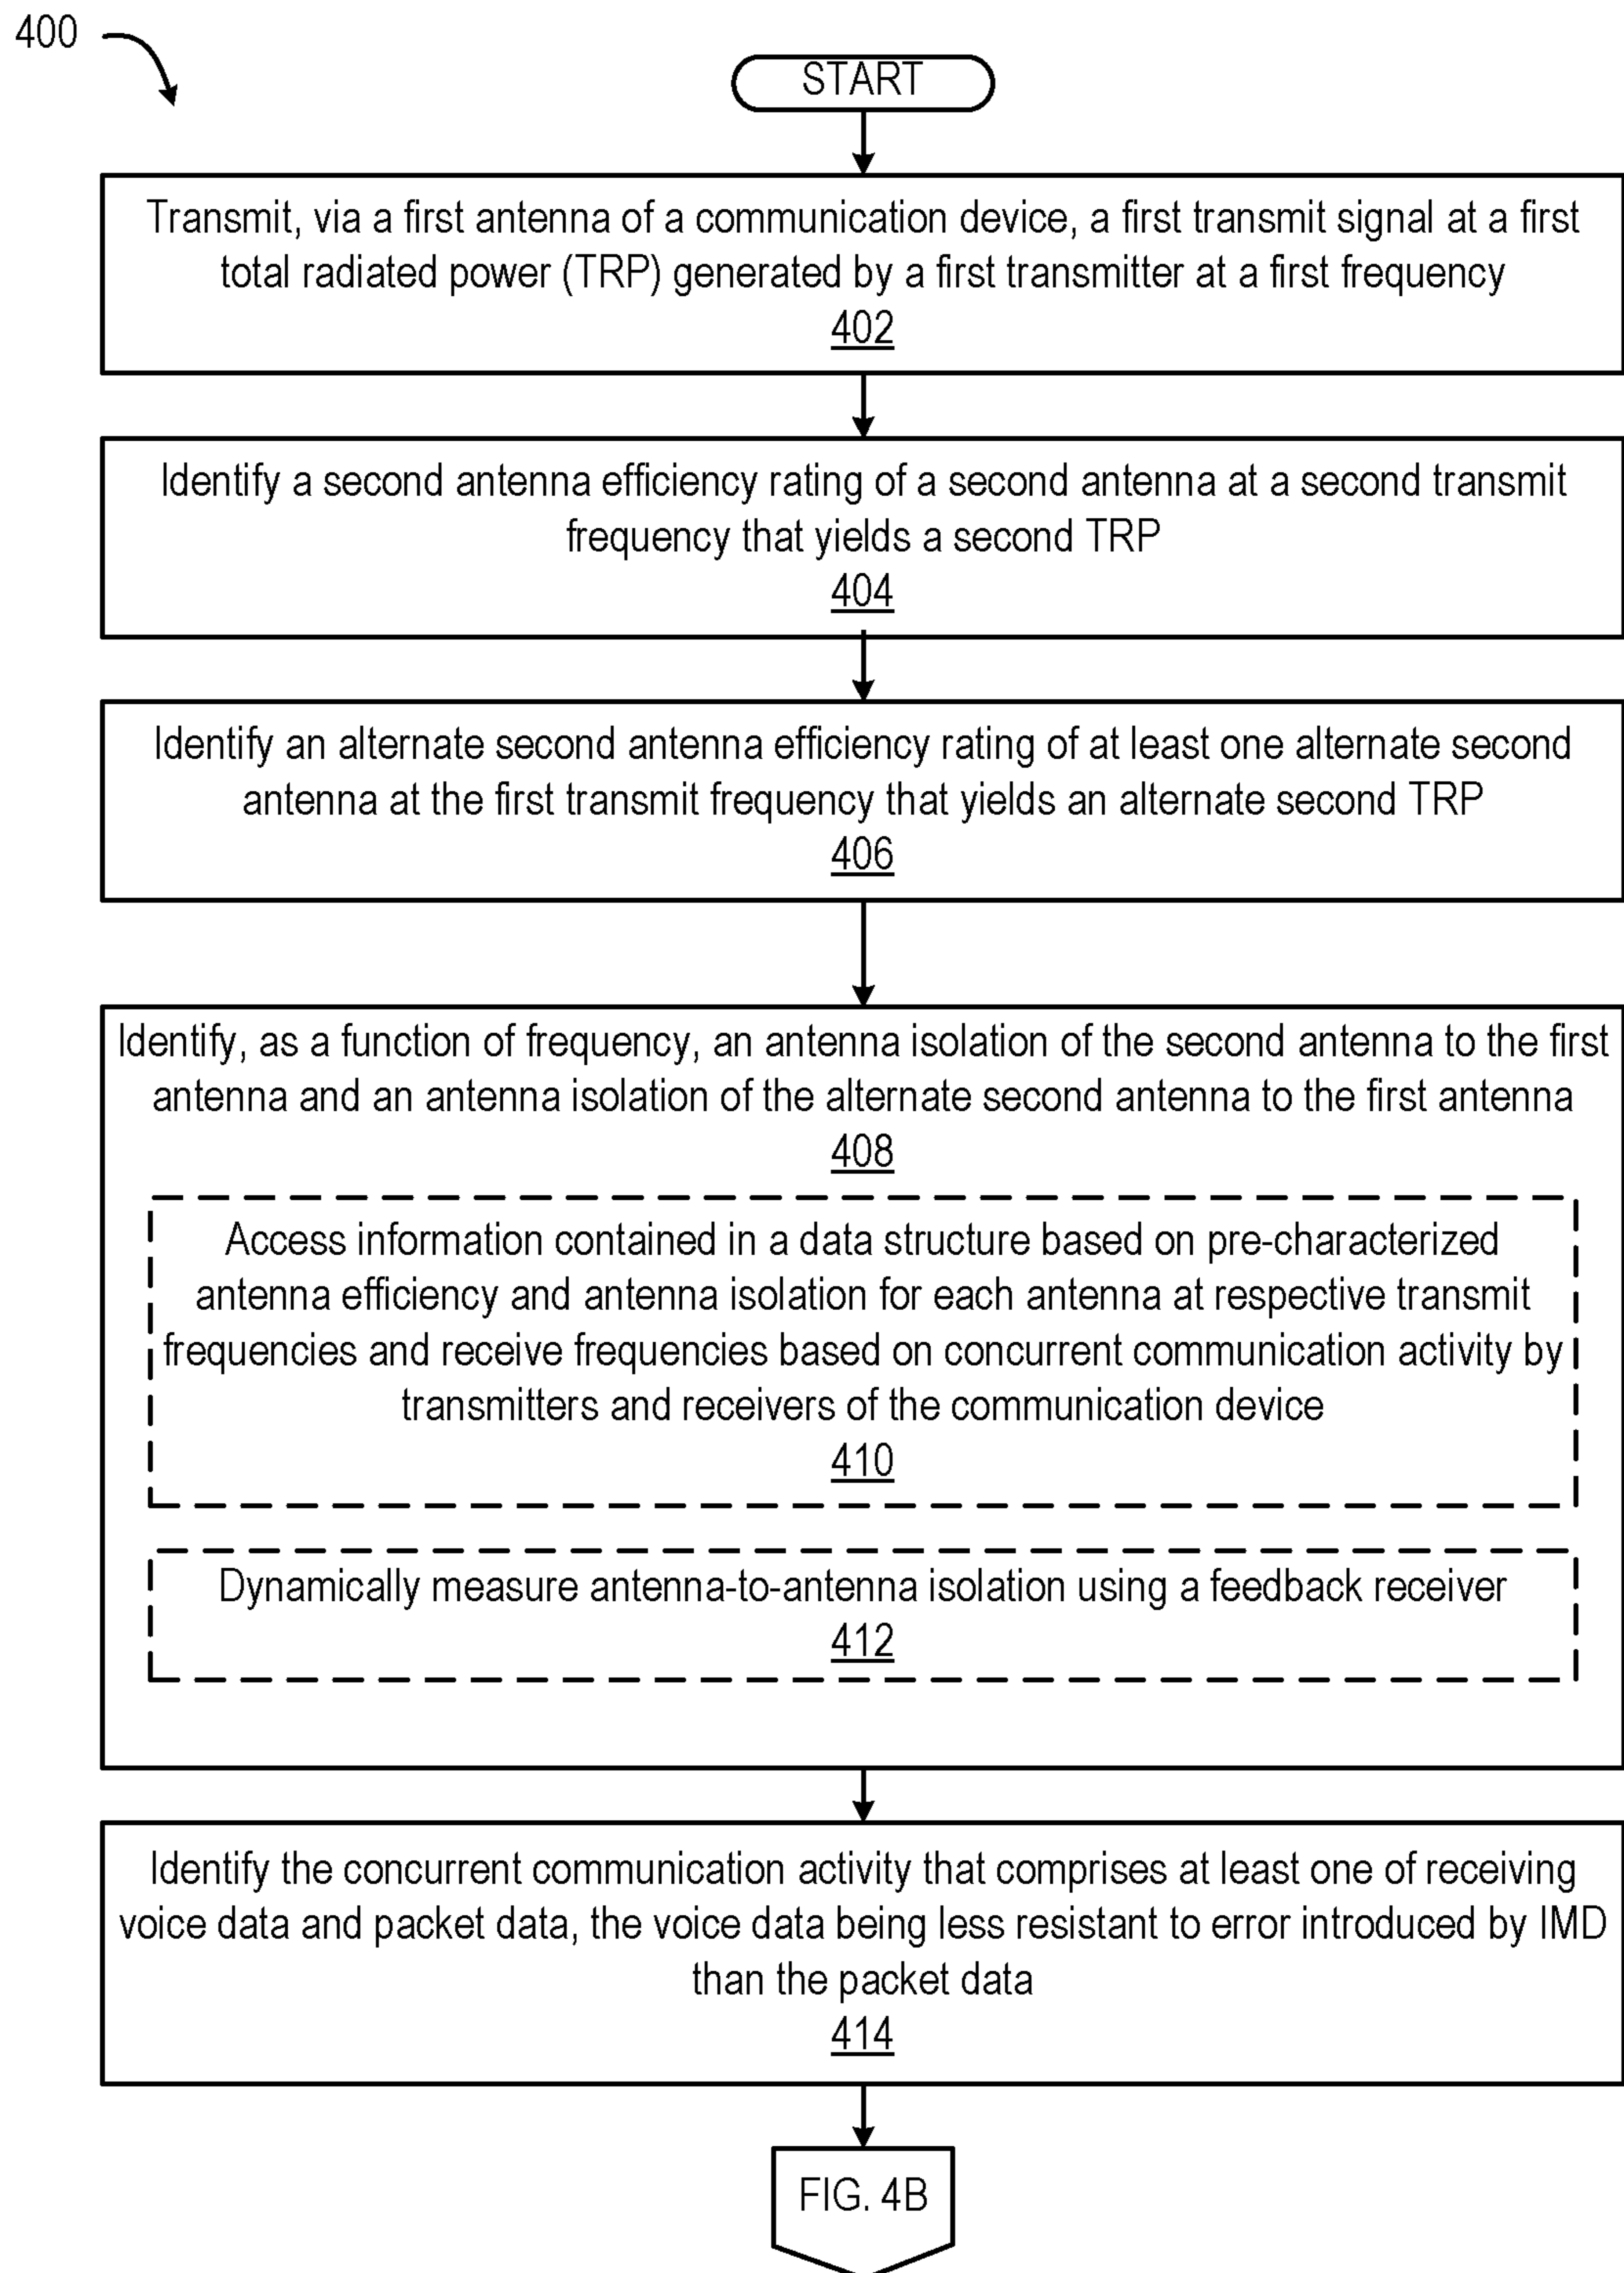 400
START
Transmit, via a first antenna of a communication device, a first transmit signal at a first
total radiated power (TRP) generated by a first transmitter at a first frequency
402
Identify a second antenna efficiency rating of a second antenna at a second transmit
frequency that yields a second TRP
404
Identify an alternate second antenna efficiency rating of at least one alternate second
antenna at the first transmit frequency that yields an alternate second TRP
406
Identify, as a function of frequency, an antenna isolation of the second antenna to the first
antenna and an antenna isolation of the alternate second antenna to the first antenna
408
Access information contained in a data structure based on pre-characterized
antenna efficiency and antenna isolation for each antenna at respective transmit
frequencies and receive frequencies based on concurrent communication activity by
transmitters and receivers of the communication device
410
Dynamically measure antenna-to-antenna isolation using a feedback receiver
412
Identify the concurrent communication activity that comprises at least one of receiving
voice data and packet data, the voice data being less resistant to error introduced by IMD
than the packet data
414
FIG. 4B